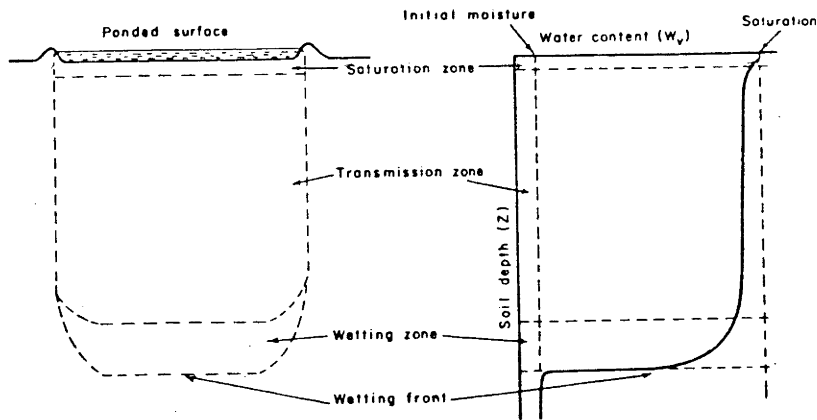 Ponded surface
Initial moisture
Water content (Wv)
Saturation
Saturation zone
Transmission zone
Soil depth (Z)
Wetting zone
Wetting front